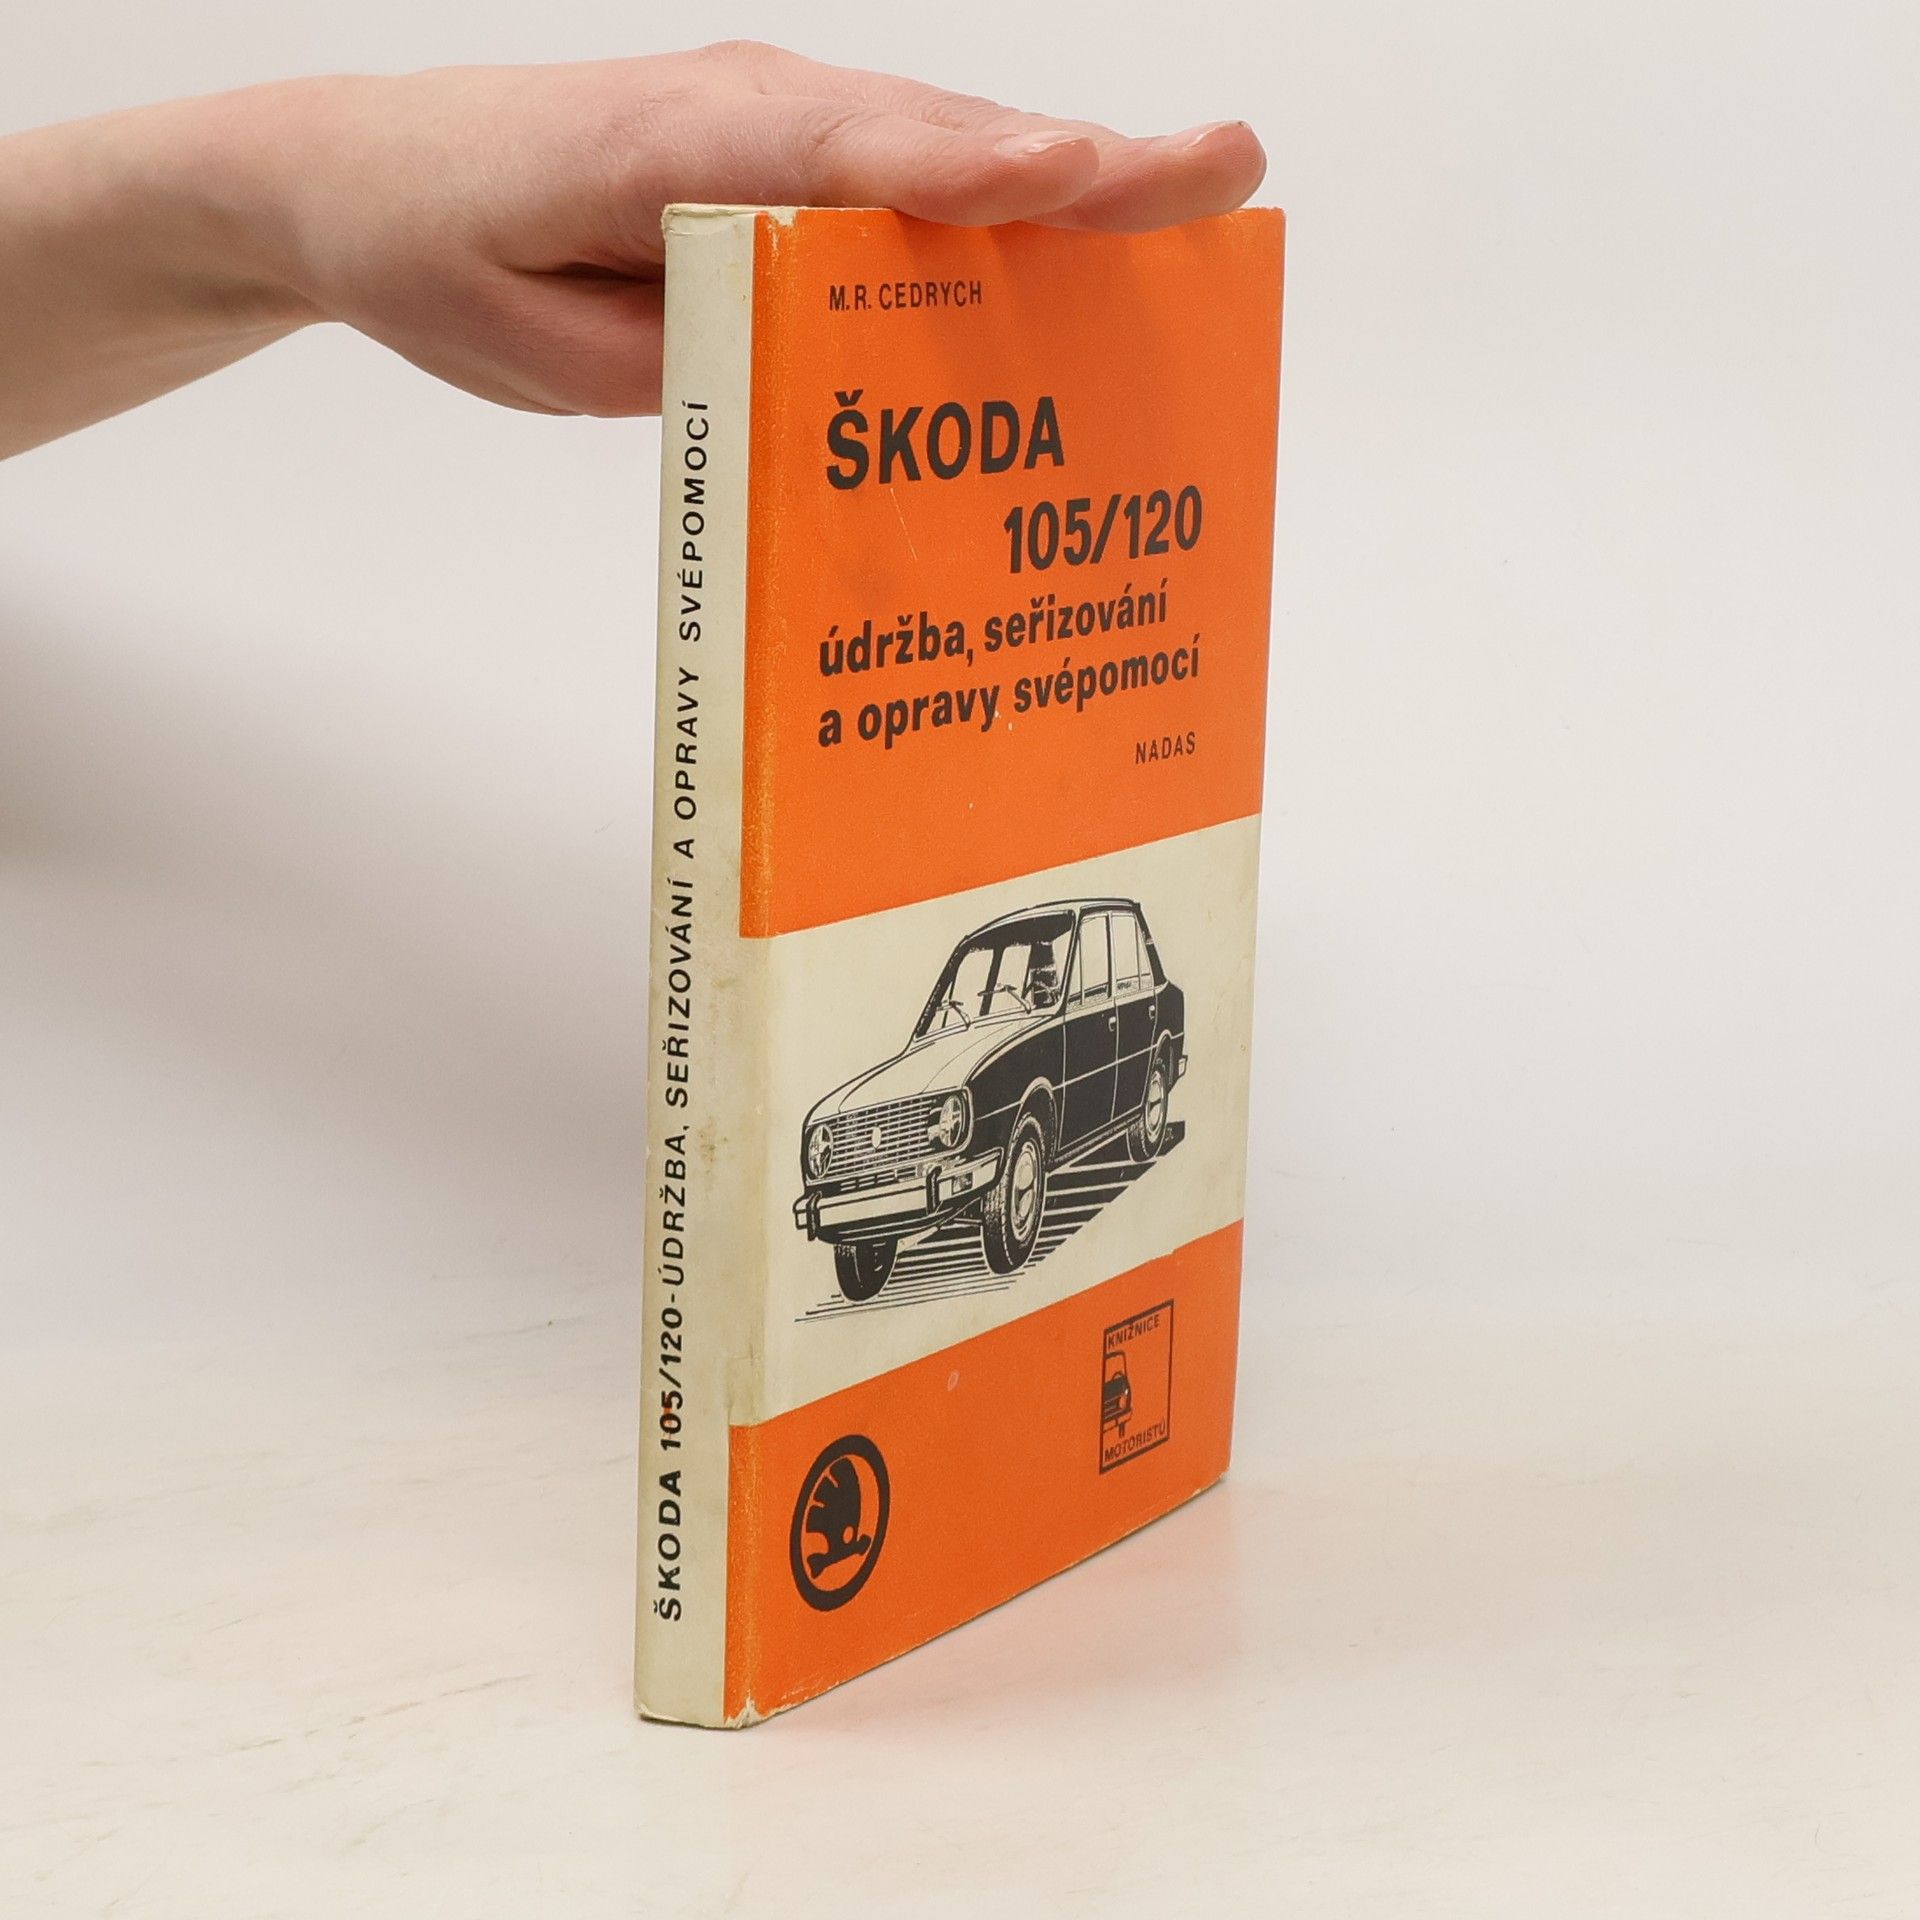 M.R. CEDRYCH
ŠKODA
105/120
údržba, seřizování
a opravy svépomocí
NADAS
KNIŽNICE
MOTORISTŮ
ŠKODA 105/120-ÚDRŽBA, SEŘIZOVÁNÍ A OPRAVY SVÉPOMOCÍ